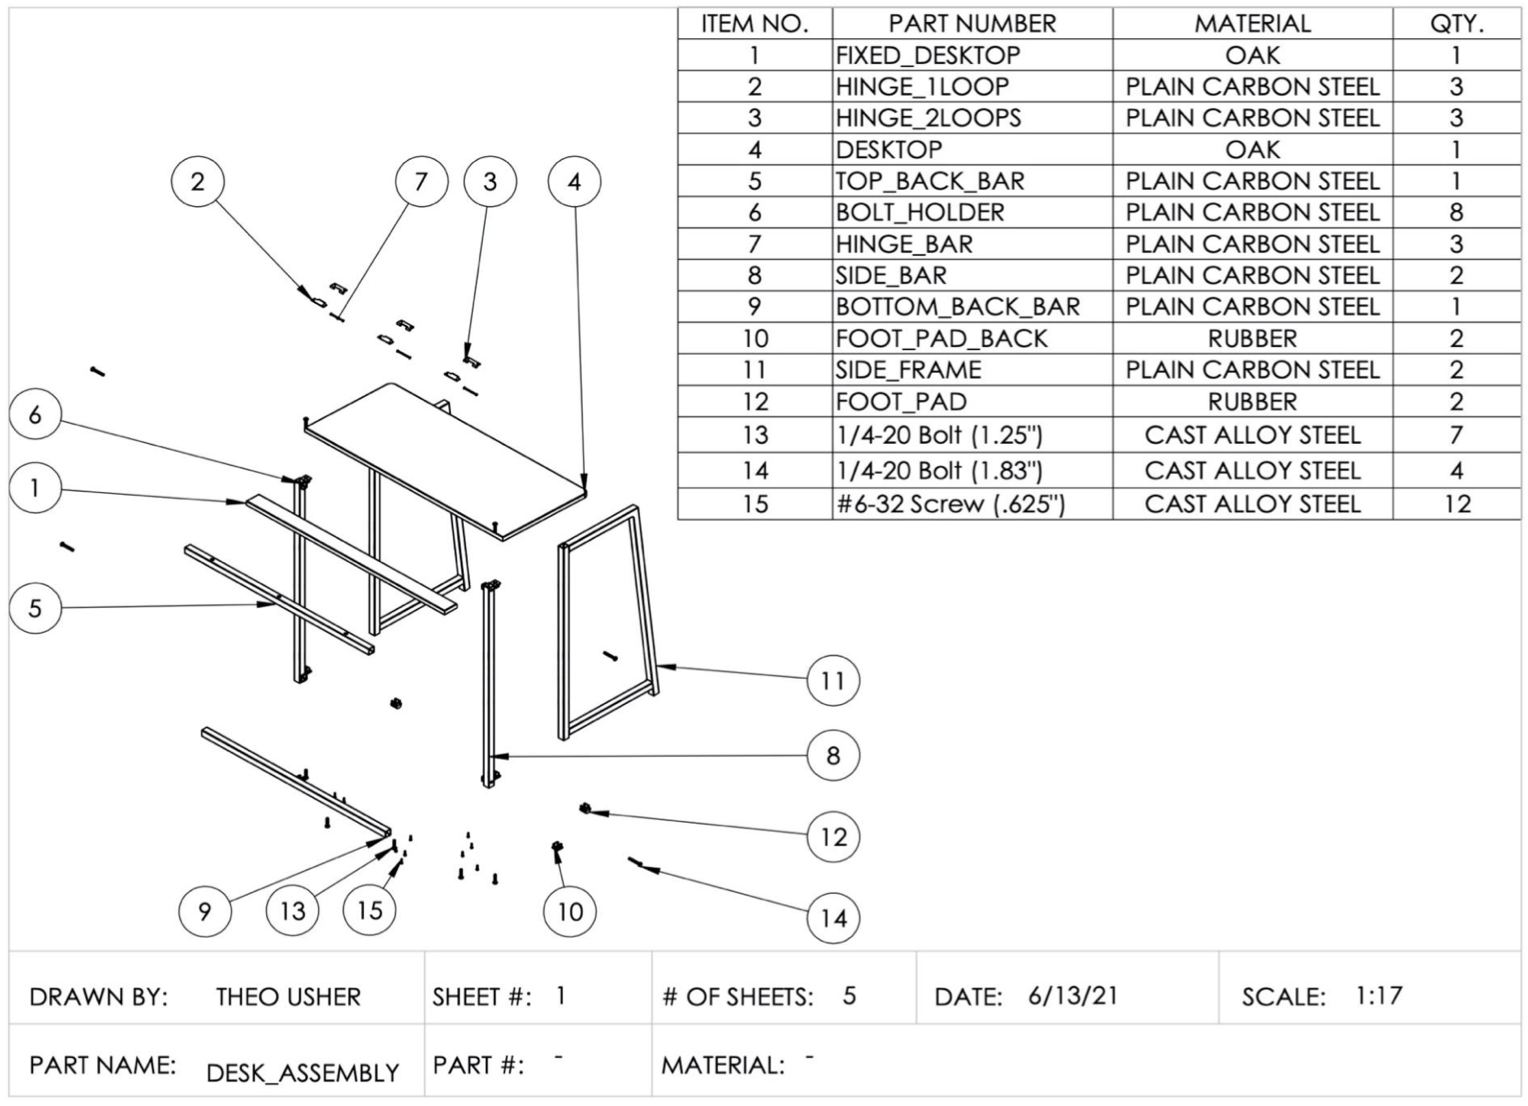 ITEM NO. PART NUMBER MATERIAL QTY.
1 FIXED_DESKTOP OAK 1
2 HINGE_1LOOP PLAIN CARBON STEEL 3
3 HINGE_2LOOPS PLAIN CARBON STEEL 3
4 DESKTOP OAK 1
5 TOP_BACK_BAR PLAIN CARBON STEEL 1
6 BOLT_HOLDER PLAIN CARBON STEEL 8
7 HINGE_BAR PLAIN CARBON STEEL 3
8 SIDE_BAR PLAIN CARBON STEEL 2
9 BOTTOM_BACK_BAR PLAIN CARBON STEEL 1
10 FOOT_PAD_BACK RUBBER 2
11 SIDE_FRAME PLAIN CARBON STEEL 2
12 FOOT_PAD RUBBER 2
13 1/4-20 Bolt (1.25") CAST ALLOY STEEL 7
14 1/4-20 Bolt (1.83") CAST ALLOY STEEL 4
15 #6-32 Screw (.625") CAST ALLOY STEEL 12
2 7 3 4
6
1
5
11
8
12
9 13 15 10 14
DRAWN BY: THEO USHER SHEET #: 1 # OF SHEETS: 5 DATE: 6/13/21 SCALE: 1:17
PART NAME: DESK_ASSEMBLY PART #: - MATERIAL: -